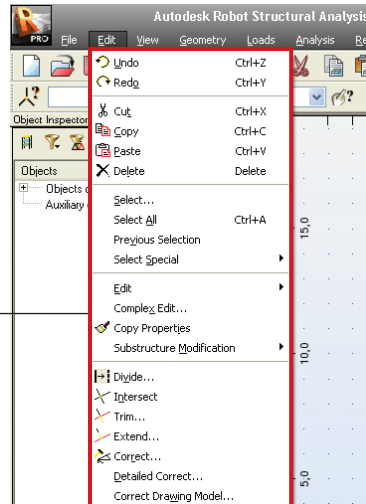 Autodesk Robot Structural Analysis
PRO File Edit View Geometry Loads Analysis
Undo Ctrl+Z
Redo Ctrl+Y
Cut Ctrl+X
Object Inspector
Copy Ctrl+C
Paste Ctrl+V
Delete Delete
Objects
Objects
Auxiliary
Select...
Select All Ctrl+A
Previous Selection
Select Special
15,0
Edit
Complex Edit...
Copy Properties
Substructure Modification
10,0
Divide...
Intersect
Trim...
Extend...
Correct...
Detailed Correct...
5,0
Correct Drawing Model...